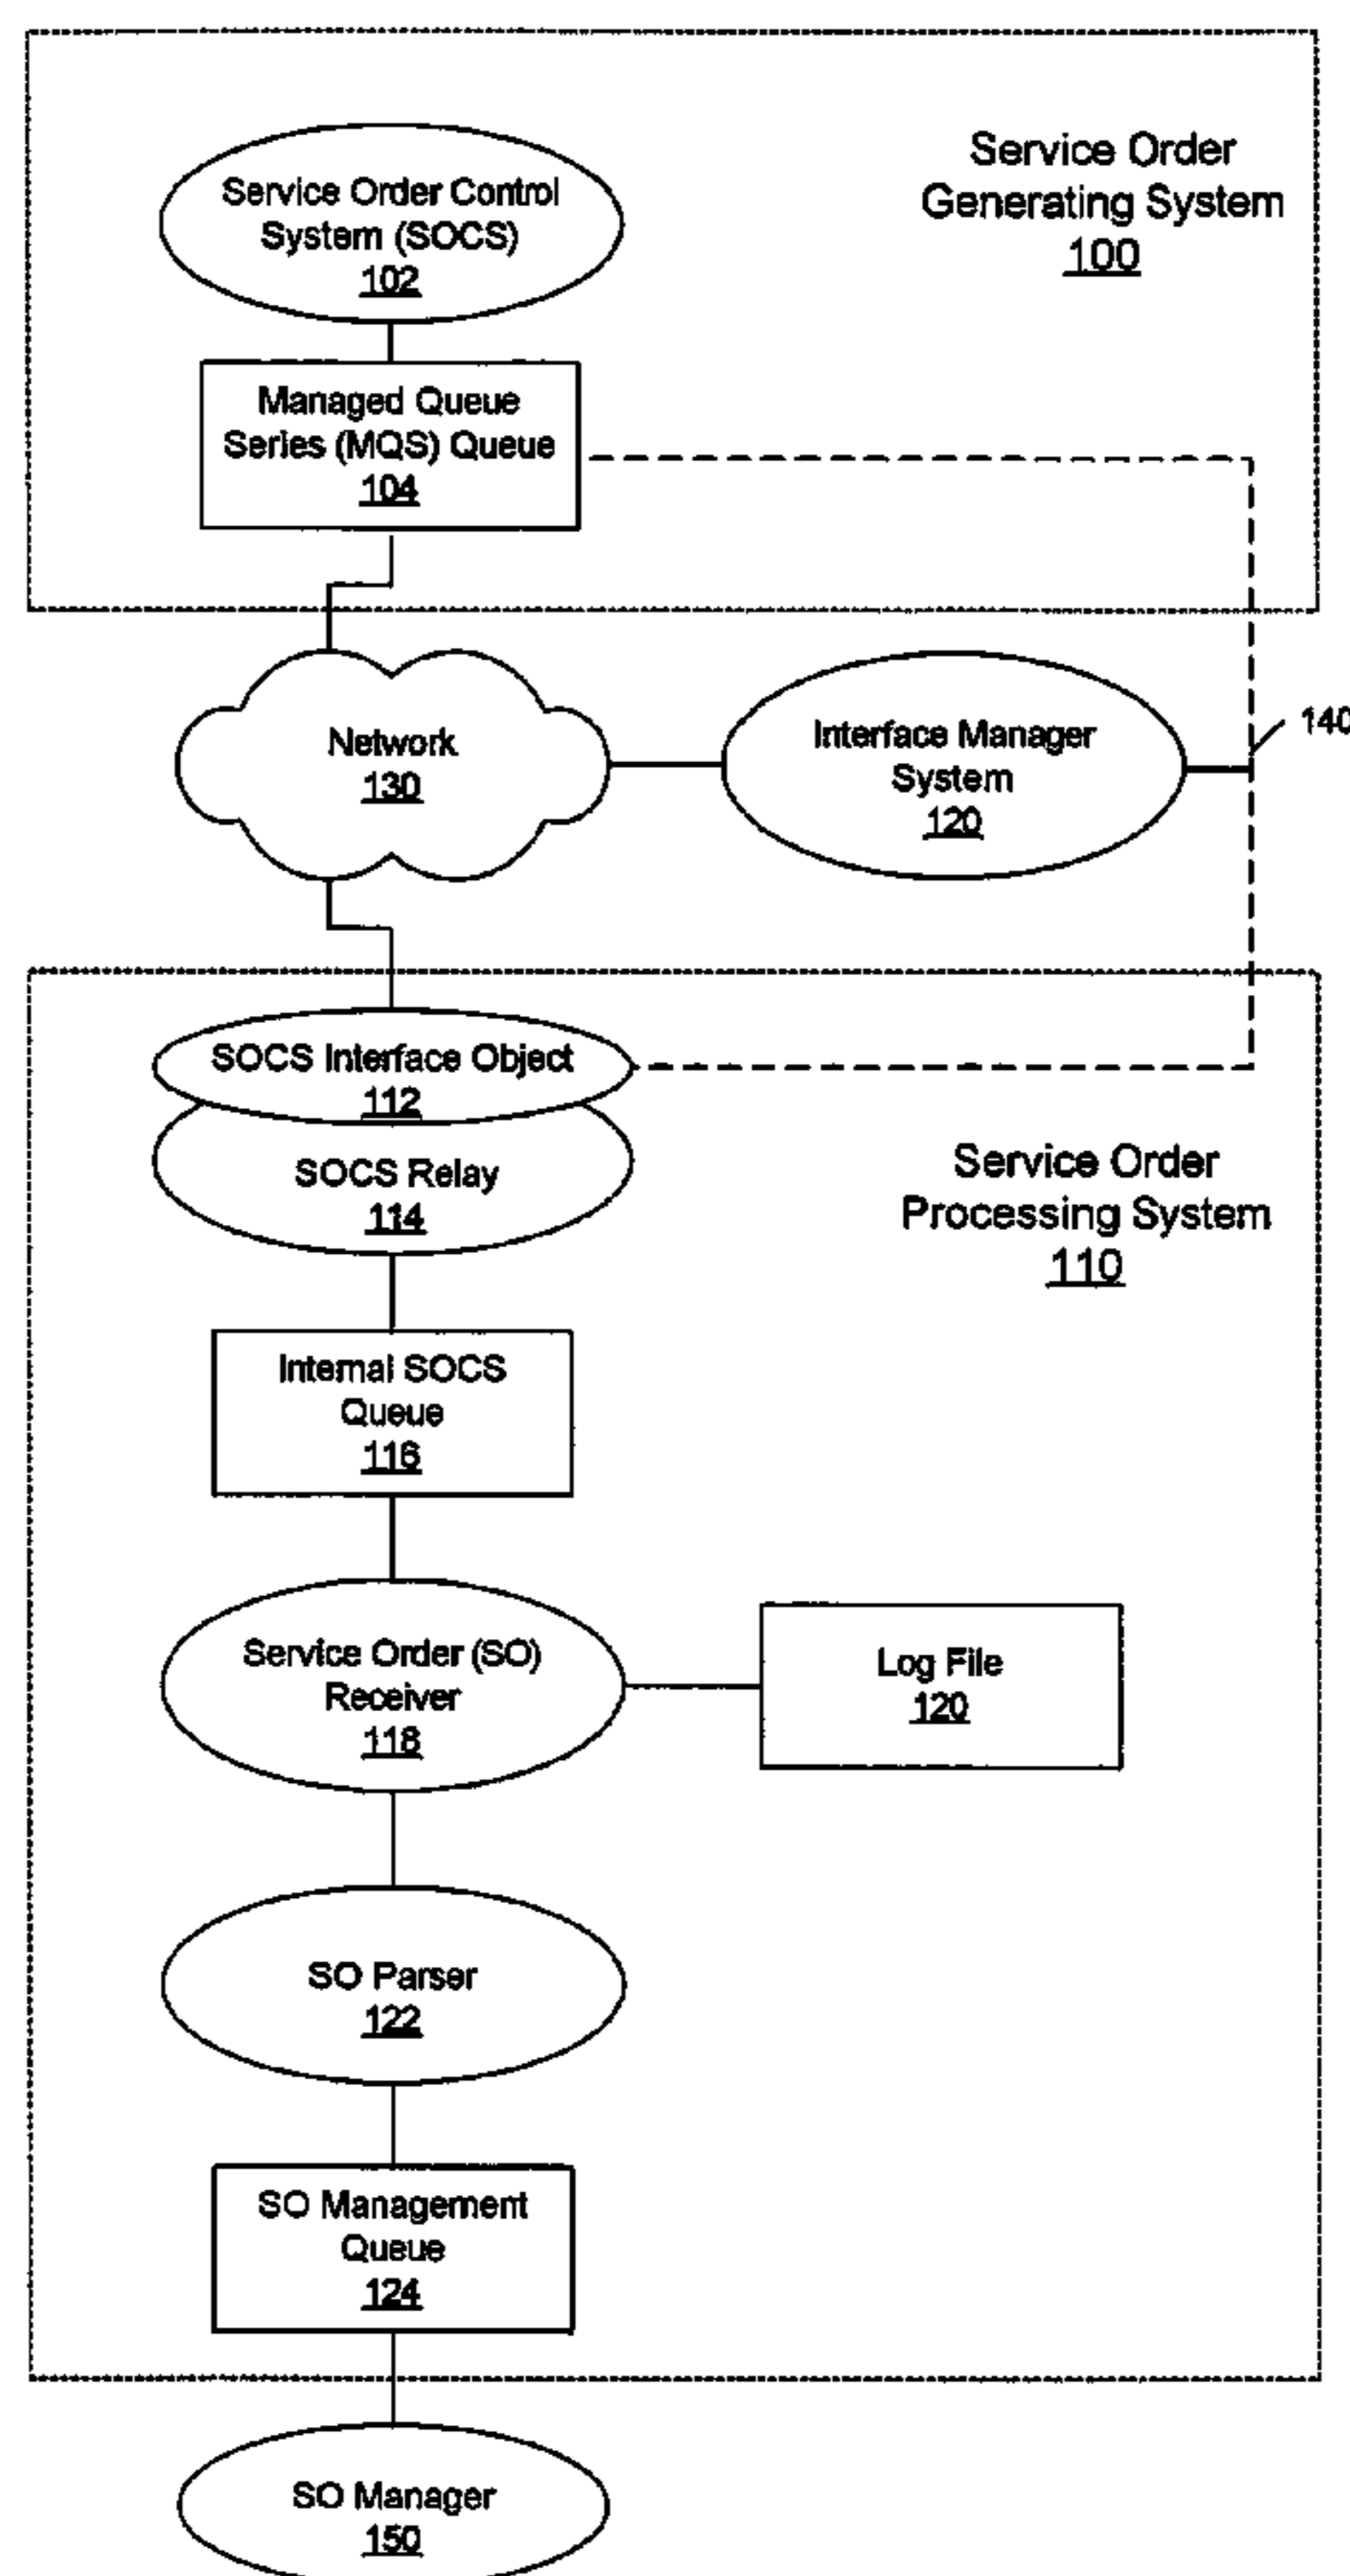 Service Order
Generating System
100
Service Order Control
System (SOCS)
102
Managed Queue
Series (MQS) Queue
104
Network
130
Interface Manager
System
120
140
SOCS Interface Object
112
SOCS Relay
114
Service Order
Processing System
110
Internal SOCS
Queue
116
Service Order (SO)
Receiver
118
Log File
120
SO Parser
122
SO Management
Queue
124
SO Manager
150